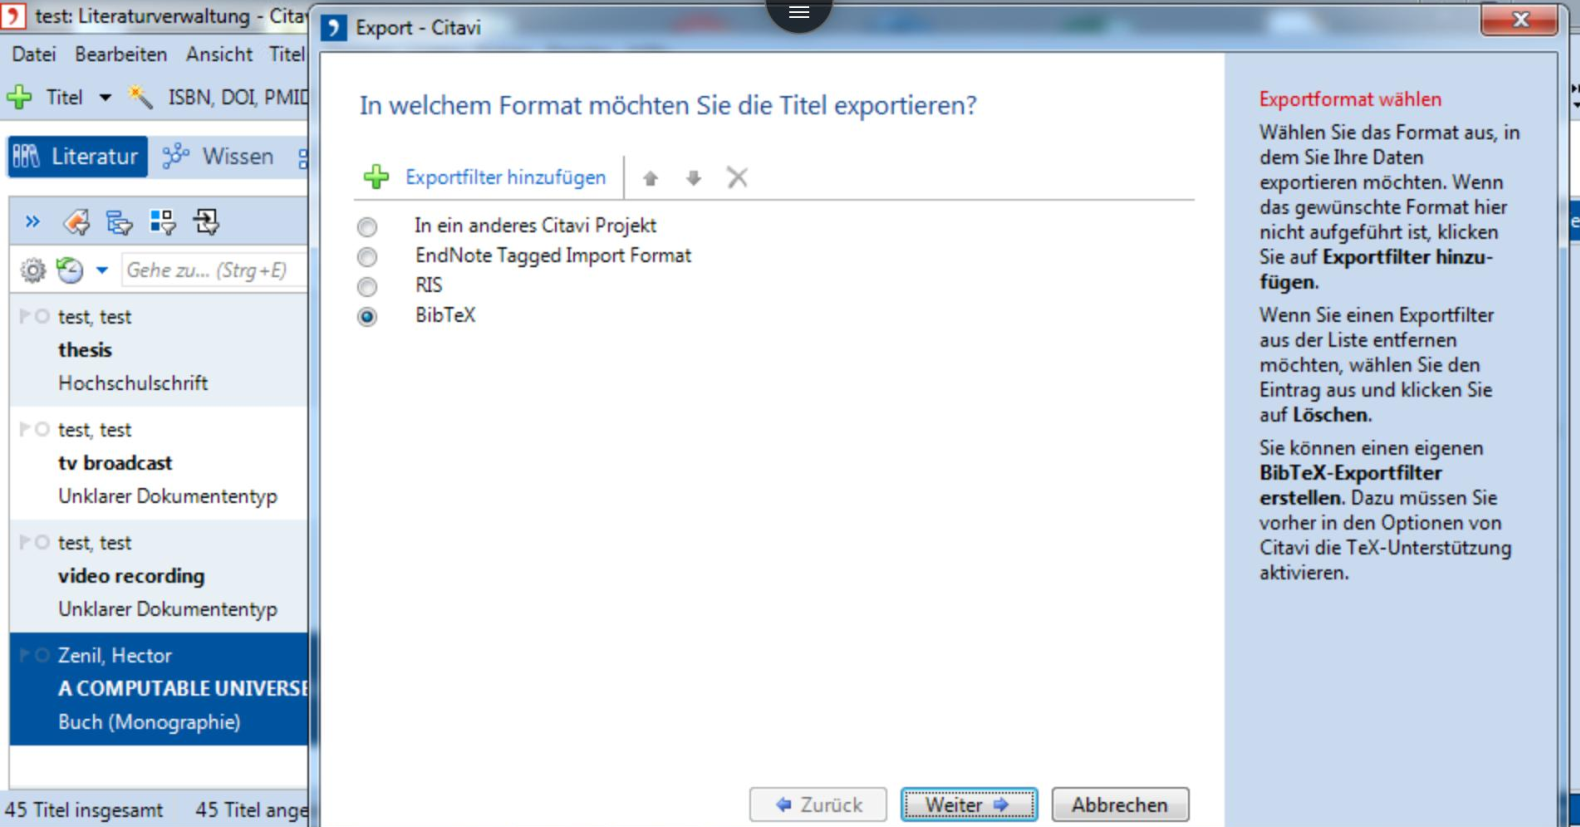 test: Literaturverwaltung - Citav
Export - Citavi
Datei Bearbeiten Ansicht Titel
Titel ISBN, DOI, PMID
Literatur Wissen
Gehe zu... (Strg+E)
test, test
thesis
Hochschulschrift
test, test
tv broadcast
Unklarer Dokumententyp
test, test
video recording
Unklarer Dokumententyp
Zenil, Hector
A COMPUTABLE UNIVERSE
Buch (Monographie)
45 Titel insgesamt 45 Titel ange
In welchem Format möchten Sie die Titel exportieren?
Exportfilter hinzufügen
In ein anderes Citavi Projekt
EndNote Tagged Import Format
RIS
BibTeX
Zurück Weiter Abbrechen
Exportformat wählen
Wählen Sie das Format aus, in
dem Sie Ihre Daten
exportieren möchten. Wenn
das gewünschte Format hier
nicht aufgeführt ist, klicken
Sie auf Exportfilter hinzu-
fügen.
Wenn Sie einen Exportfilter
aus der Liste entfernen
möchten, wählen Sie den
Eintrag aus und klicken Sie
auf Löschen.
Sie können einen eigenen
BibTeX-Exportfilter
erstellen. Dazu müssen Sie
vorher in den Optionen von
Citavi die TeX-Unterstützung
aktivieren.